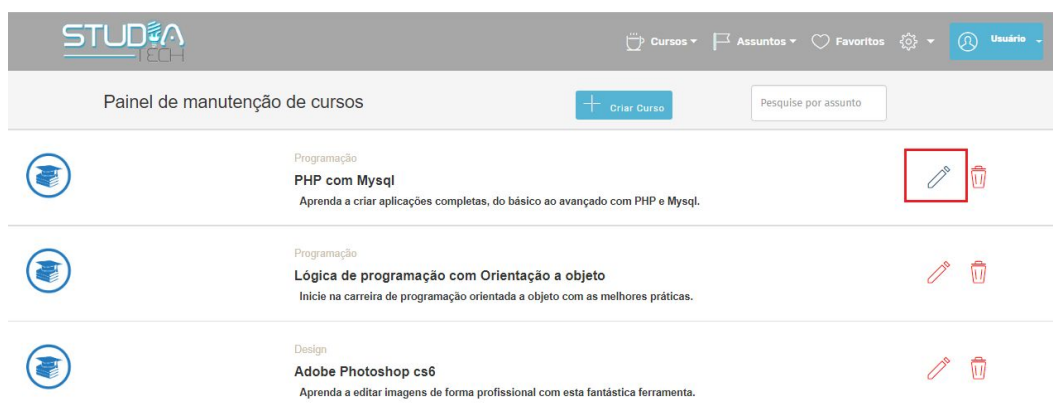 STUDIA
TECH
Cursos
Assuntos
Favoritos
Usuário
Painel de manutenção de cursos
Criar Curso
Pesquise por assunto
Programação
PHP com Mysql
Aprenda a criar aplicações completas, do básico ao avançado com PHP e Mysql.
Programação
Lógica de programação com Orientação a objeto
Inicie na carreira de programação orientada a objeto com as melhores práticas.
Design
Adobe Photoshop cs6
Aprenda a editar imagens de forma profissional com esta fantástica ferramenta.